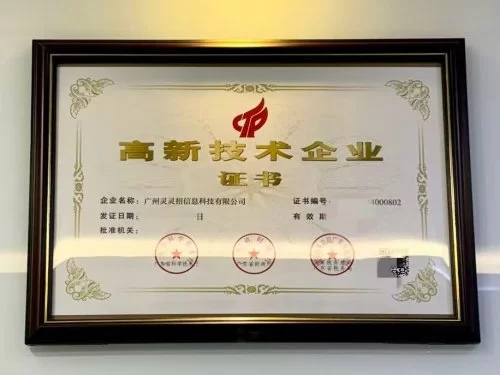 高新技术企业
证书
企业名称：广州灵灵招信息科技有限公司 证书编号 4000802
发证日期： 日 有效期
批准机关：